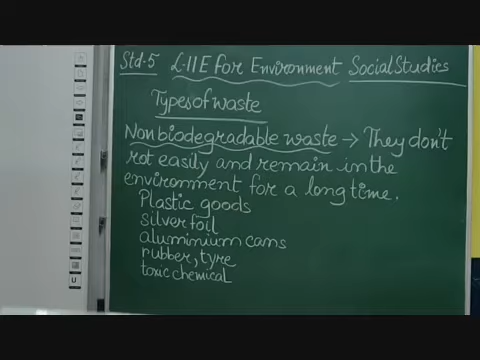 Std-5 L-11 E for Environment Social Studies
Types of waste
Non biodegradable waste → They don't
rot easily and remain in the
environment for a long time.
Plastic goods
silver foil
aluminium cans
rubber, tyre
toxic chemical